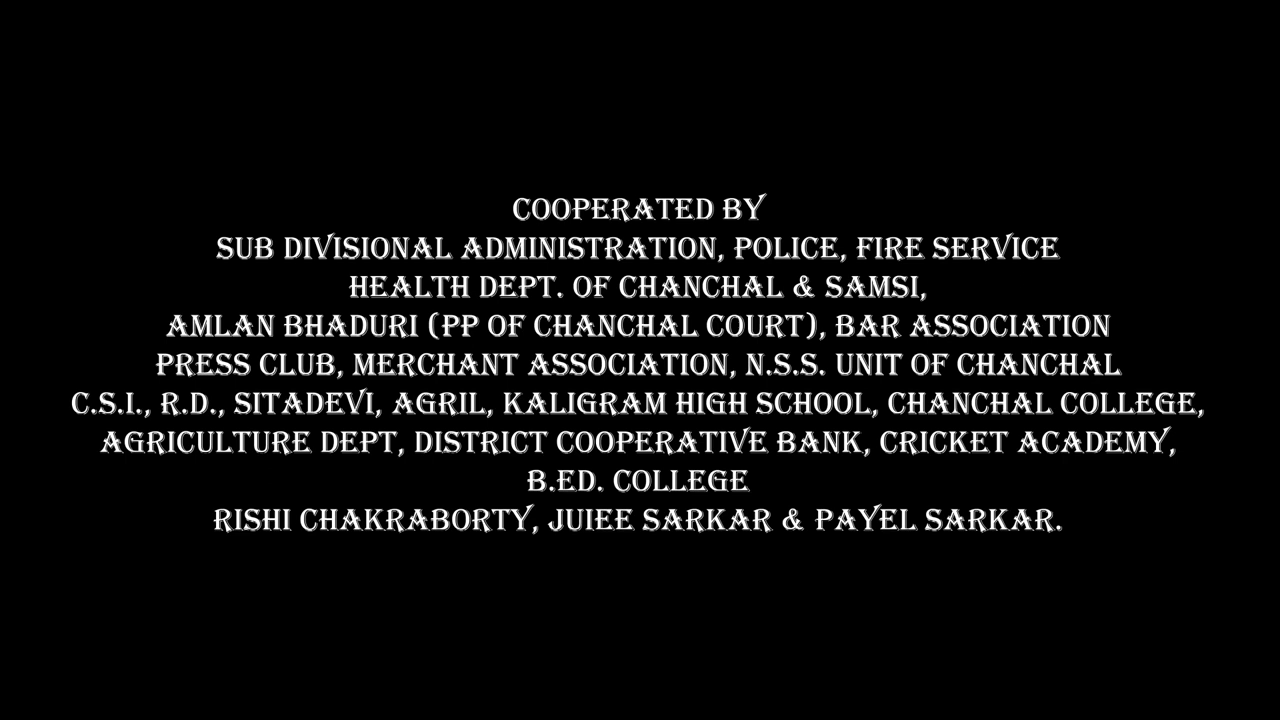 COOPERATED BY
SUB DIVISIONAL ADMINISTRATION, POLICE, FIRE SERVICE
HEALTH DEPT. OF CHANCHAL & SAMSI,
AMLAN BHADURI (PP OF CHANCHAL COURT), BAR ASSOCIATION
PRESS CLUB, MERCHANT ASSOCIATION, N.S.S. UNIT OF CHANCHAL
C.S.I., R.D., SITADEVI, AGRIL, KALIGRAM HIGH SCHOOL, CHANCHAL COLLEGE,
AGRICULTURE DEPT, DISTRICT COOPERATIVE BANK, CRICKET ACADEMY,
B.ED. COLLEGE
RISHI CHAKRABORTY, JUIEE SARKAR & PAYEL SARKAR.